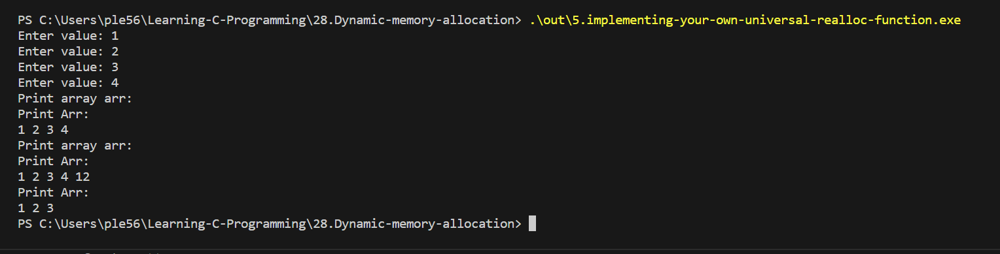 PS C:\Users\ple56\Learning-C-Programming\28.Dynamic-memory-allocation> .\out\5.implementing-your-own-universal-realloc-function.exe
Enter value: 1
Enter value: 2
Enter value: 3
Enter value: 4
Print array arr:
Print Arr:
1 2 3 4
Print array arr:
Print Arr:
1 2 3 4 12
Print Arr:
1 2 3
PS C:\Users\ple56\Learning-C-Programming\28.Dynamic-memory-allocation>